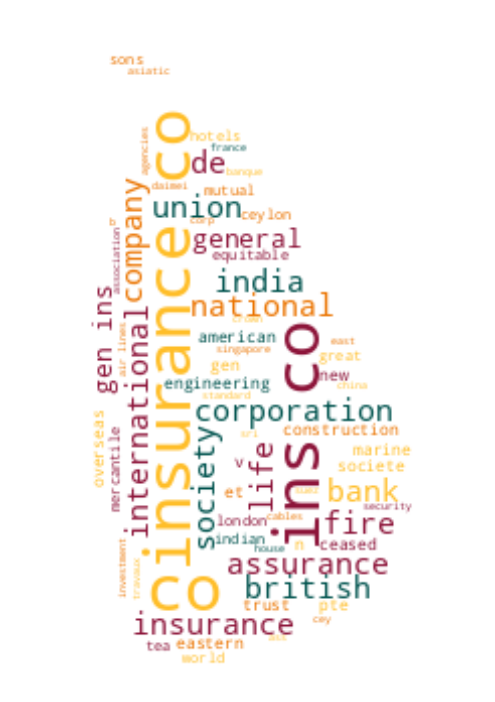 sons
asiatic
co
hotels
france
de
agencies
banque
daimei
mutual
union
ceylon
corp
company
general
equitable
association
india
national
gen ins
insurance
international
american
singapore
east
great
gen
air lines
co
new
china
engineering
standard
corporation
construction
overseas
mercantile
society
sri
v
life
marine
societe
et
bank
security
ins
london
cables
fire
indian
house
n
ceased
investment
travaux
assurance
british
co
trust
pte
cey
insurance
tea
eastern
world